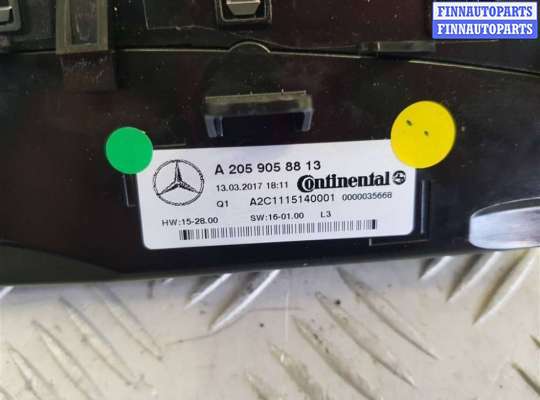 FINNAUTOPARTS
FINNAUTOPARTS
A 205 905 88 13
13.03.2017 18:11 Continental
Q1 A2C1115140001 0000035668
HW:15-28.00 SW:16-01.00 L3